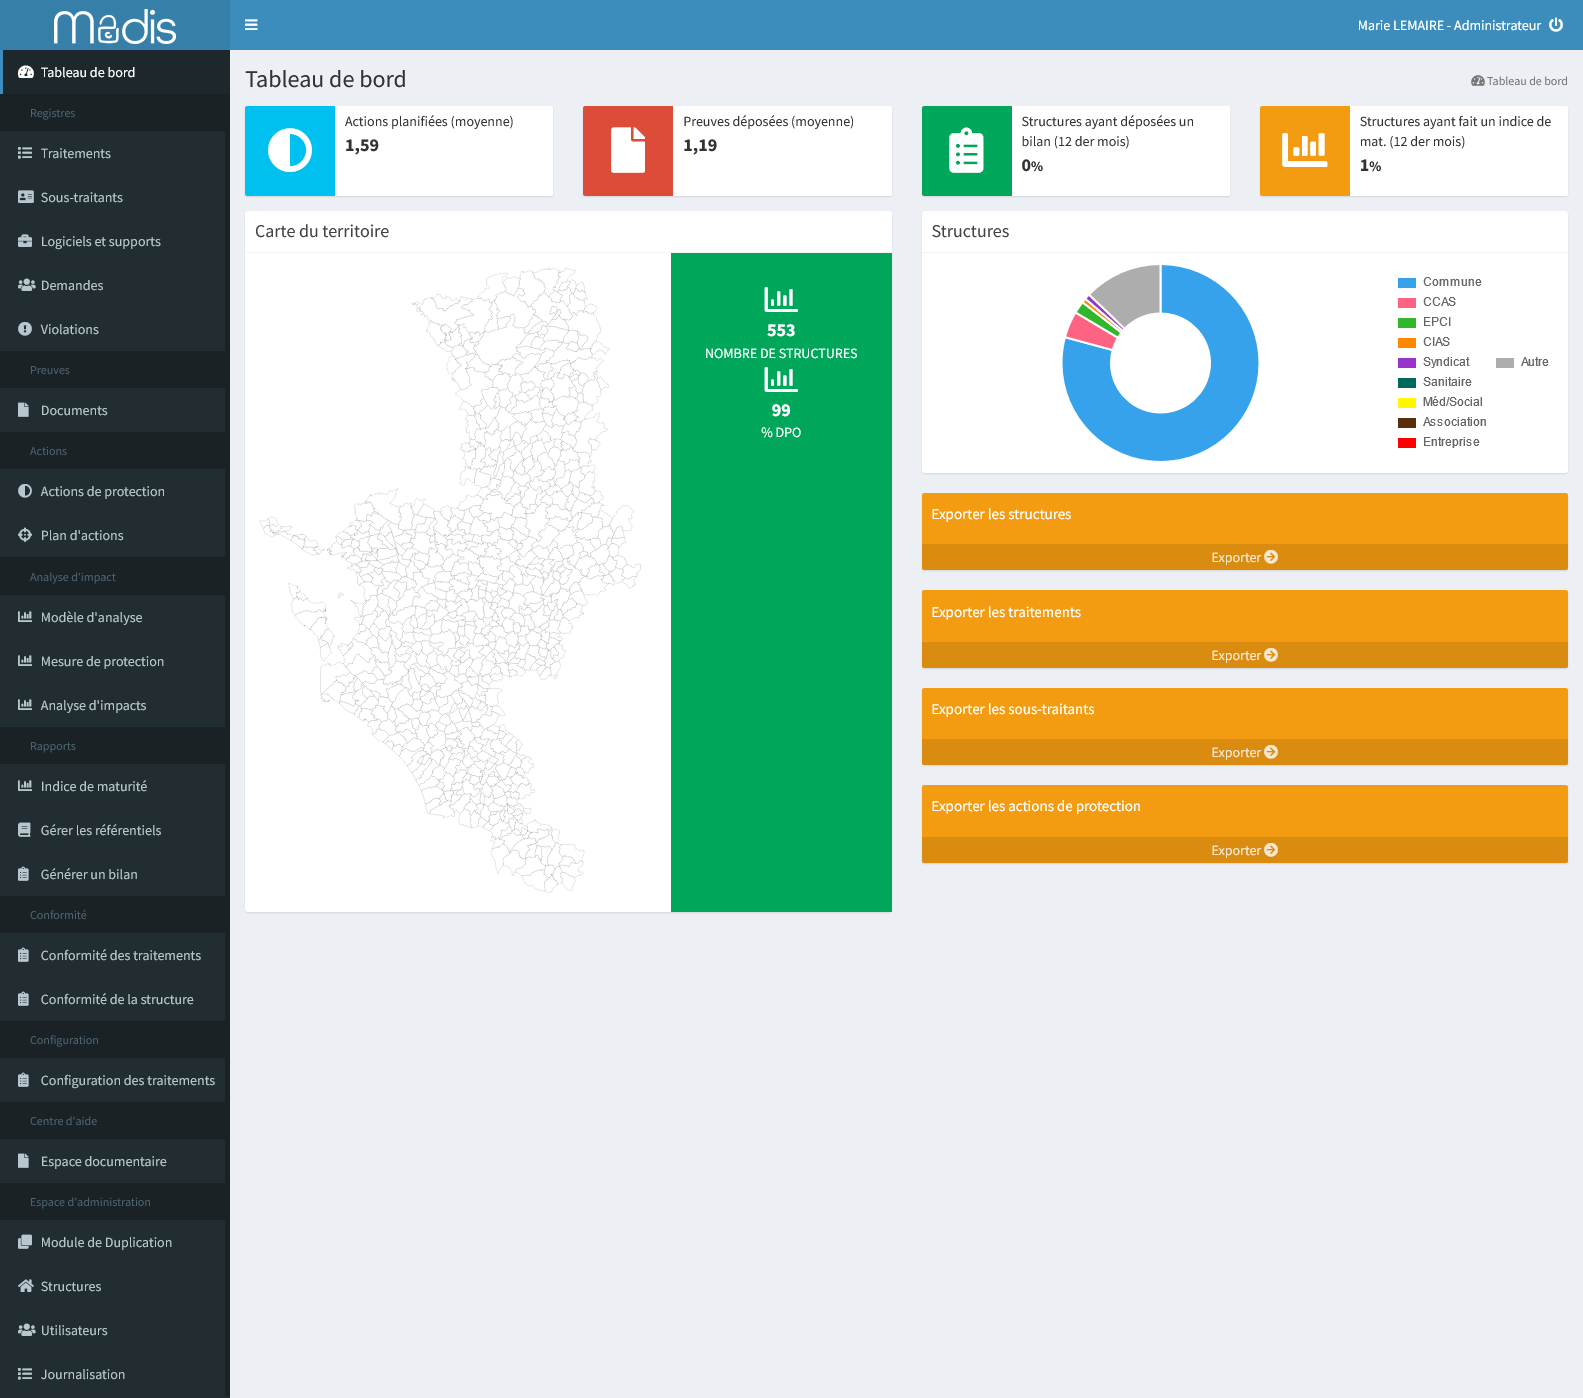 Madis
Marie LEMAIRE - Administrateur
Tableau de bord
Registres
Traitements
Sous-traitants
Logiciels et supports
Demandes
Violations
Preuves
Documents
Actions
Actions de protection
Plan d'actions
Analyse d'impact
Modèle d'analyse
Mesure de protection
Analyse d'impacts
Rapports
Indice de maturité
Gérer les référentiels
Générer un bilan
Conformité
Conformité des traitements
Conformité de la structure
Configuration
Configuration des traitements
Centre d'aide
Espace documentaire
Espace d'administration
Module de Duplication
Structures
Utilisateurs
Journalisation
Tableau de bord
Tableau de bord
Actions planifiées (moyenne)
1,59
Preuves déposées (moyenne)
1,19
Structures ayant déposées un
bilan (12 der mois)
0%
Structures ayant fait un indice de
mat. (12 der mois)
1%
Carte du territoire
553
NOMBRE DE STRUCTURES
99
% DPO
Structures
Commune
CCAS
EPCI
CIAS
Syndicat
Autre
Sanitaire
Méd/Social
Association
Entreprise
Exporter les structures
Exporter
Exporter les traitements
Exporter
Exporter les sous-traitants
Exporter
Exporter les actions de protection
Exporter